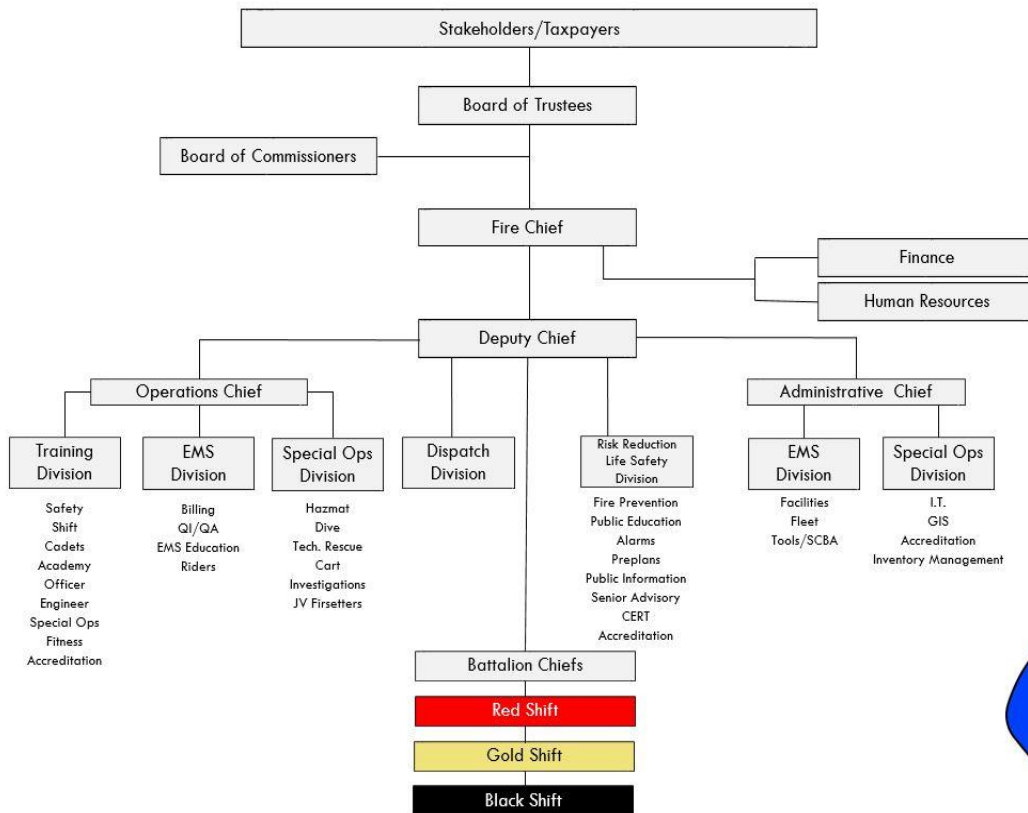 Stakeholders/Taxpayers
Board of Trustees
Board of Commissioners
Fire Chief
Finance
Human Resources
Deputy Chief
Operations Chief
Administrative Chief
Training
Division
Safety
Shift
Cadets
Academy
Officer
Engineer
Special Ops
Fitness
Accreditation
EMS
Division
Billing
QI/QA
EMS Education
Riders
Special Ops
Division
Hazmat
Dive
Tech. Rescue
Cart
Investigations
JV Firsetters
Dispatch
Division
Risk Reduction
Life Safety
Division
Fire Prevention
Public Education
Alarms
Preplans
Public Information
Senior Advisory
CERT
Accreditation
EMS
Division
Facilities
Fleet
Tools/SCBA
Special Ops
Division
I.T.
GIS
Accreditation
Inventory Management
Battalion Chiefs
Red Shift
Gold Shift
Black Shift